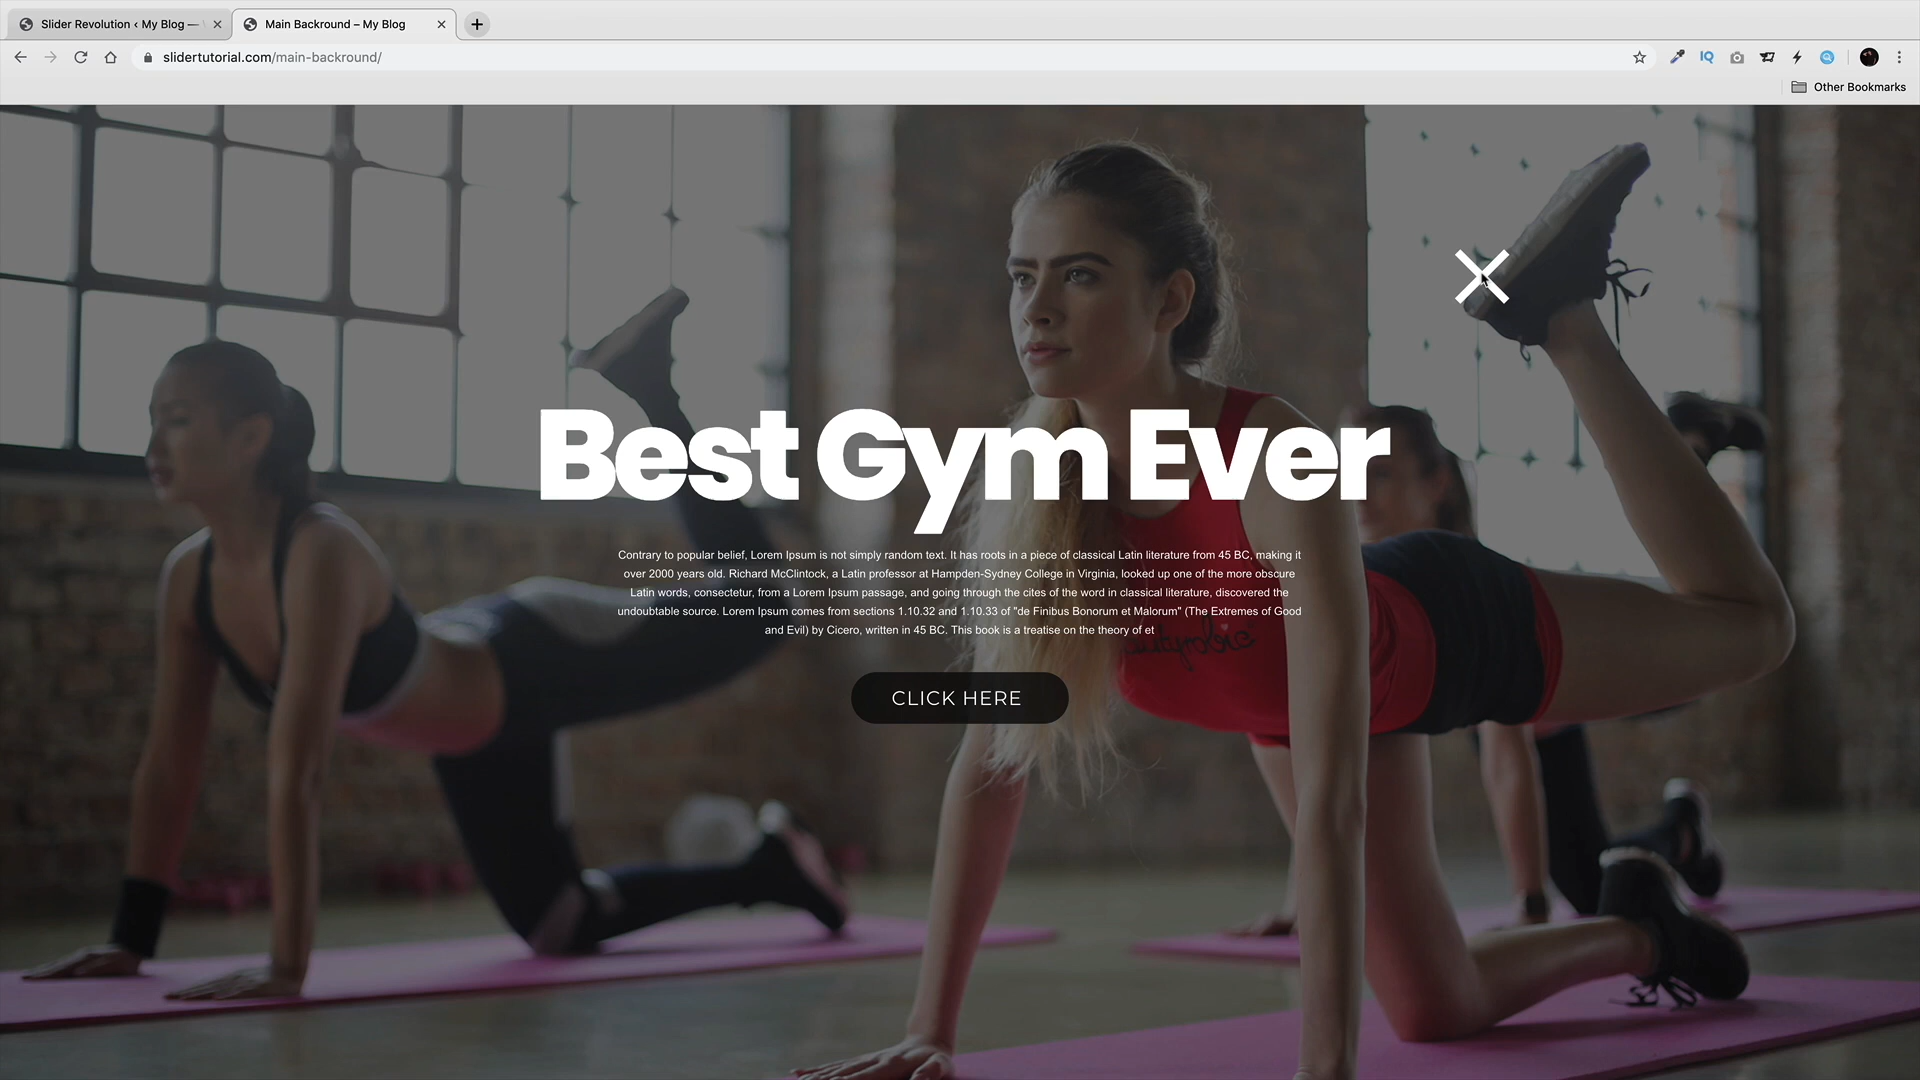 Slider Revolution ‹ My Blog —
Main Backround – My Blog
slidertutorial.com/main-backround/
IQ
Other Bookmarks
Best Gym Ever
Contrary to popular belief, Lorem Ipsum is not simply random text. It has roots in a piece of classical Latin literature from 45 BC, making it
over 2000 years old. Richard McClintock, a Latin professor at Hampden-Sydney College in Virginia, looked up one of the more obscure
Latin words, consectetur, from a Lorem Ipsum passage, and going through the cites of the word in classical literature, discovered the
undoubtable source. Lorem Ipsum comes from sections 1.10.32 and 1.10.33 of "de Finibus Bonorum et Malorum" (The Extremes of Good
and Evil) by Cicero, written in 45 BC. This book is a treatise on the theory of et
CLICK HERE